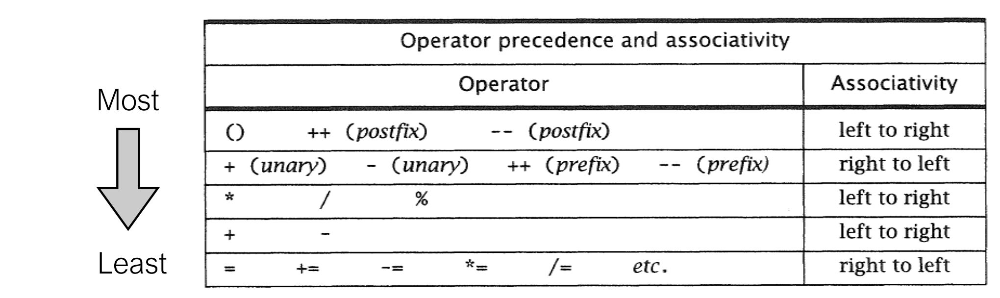 Operator precedence and associativity
Operator Associativity
Most
() ++ (postfix) -- (postfix) left to right
+ (unary) - (unary) ++ (prefix) -- (prefix) right to left
* / % left to right
+ - left to right
Least
= += -= *= /= etc. right to left